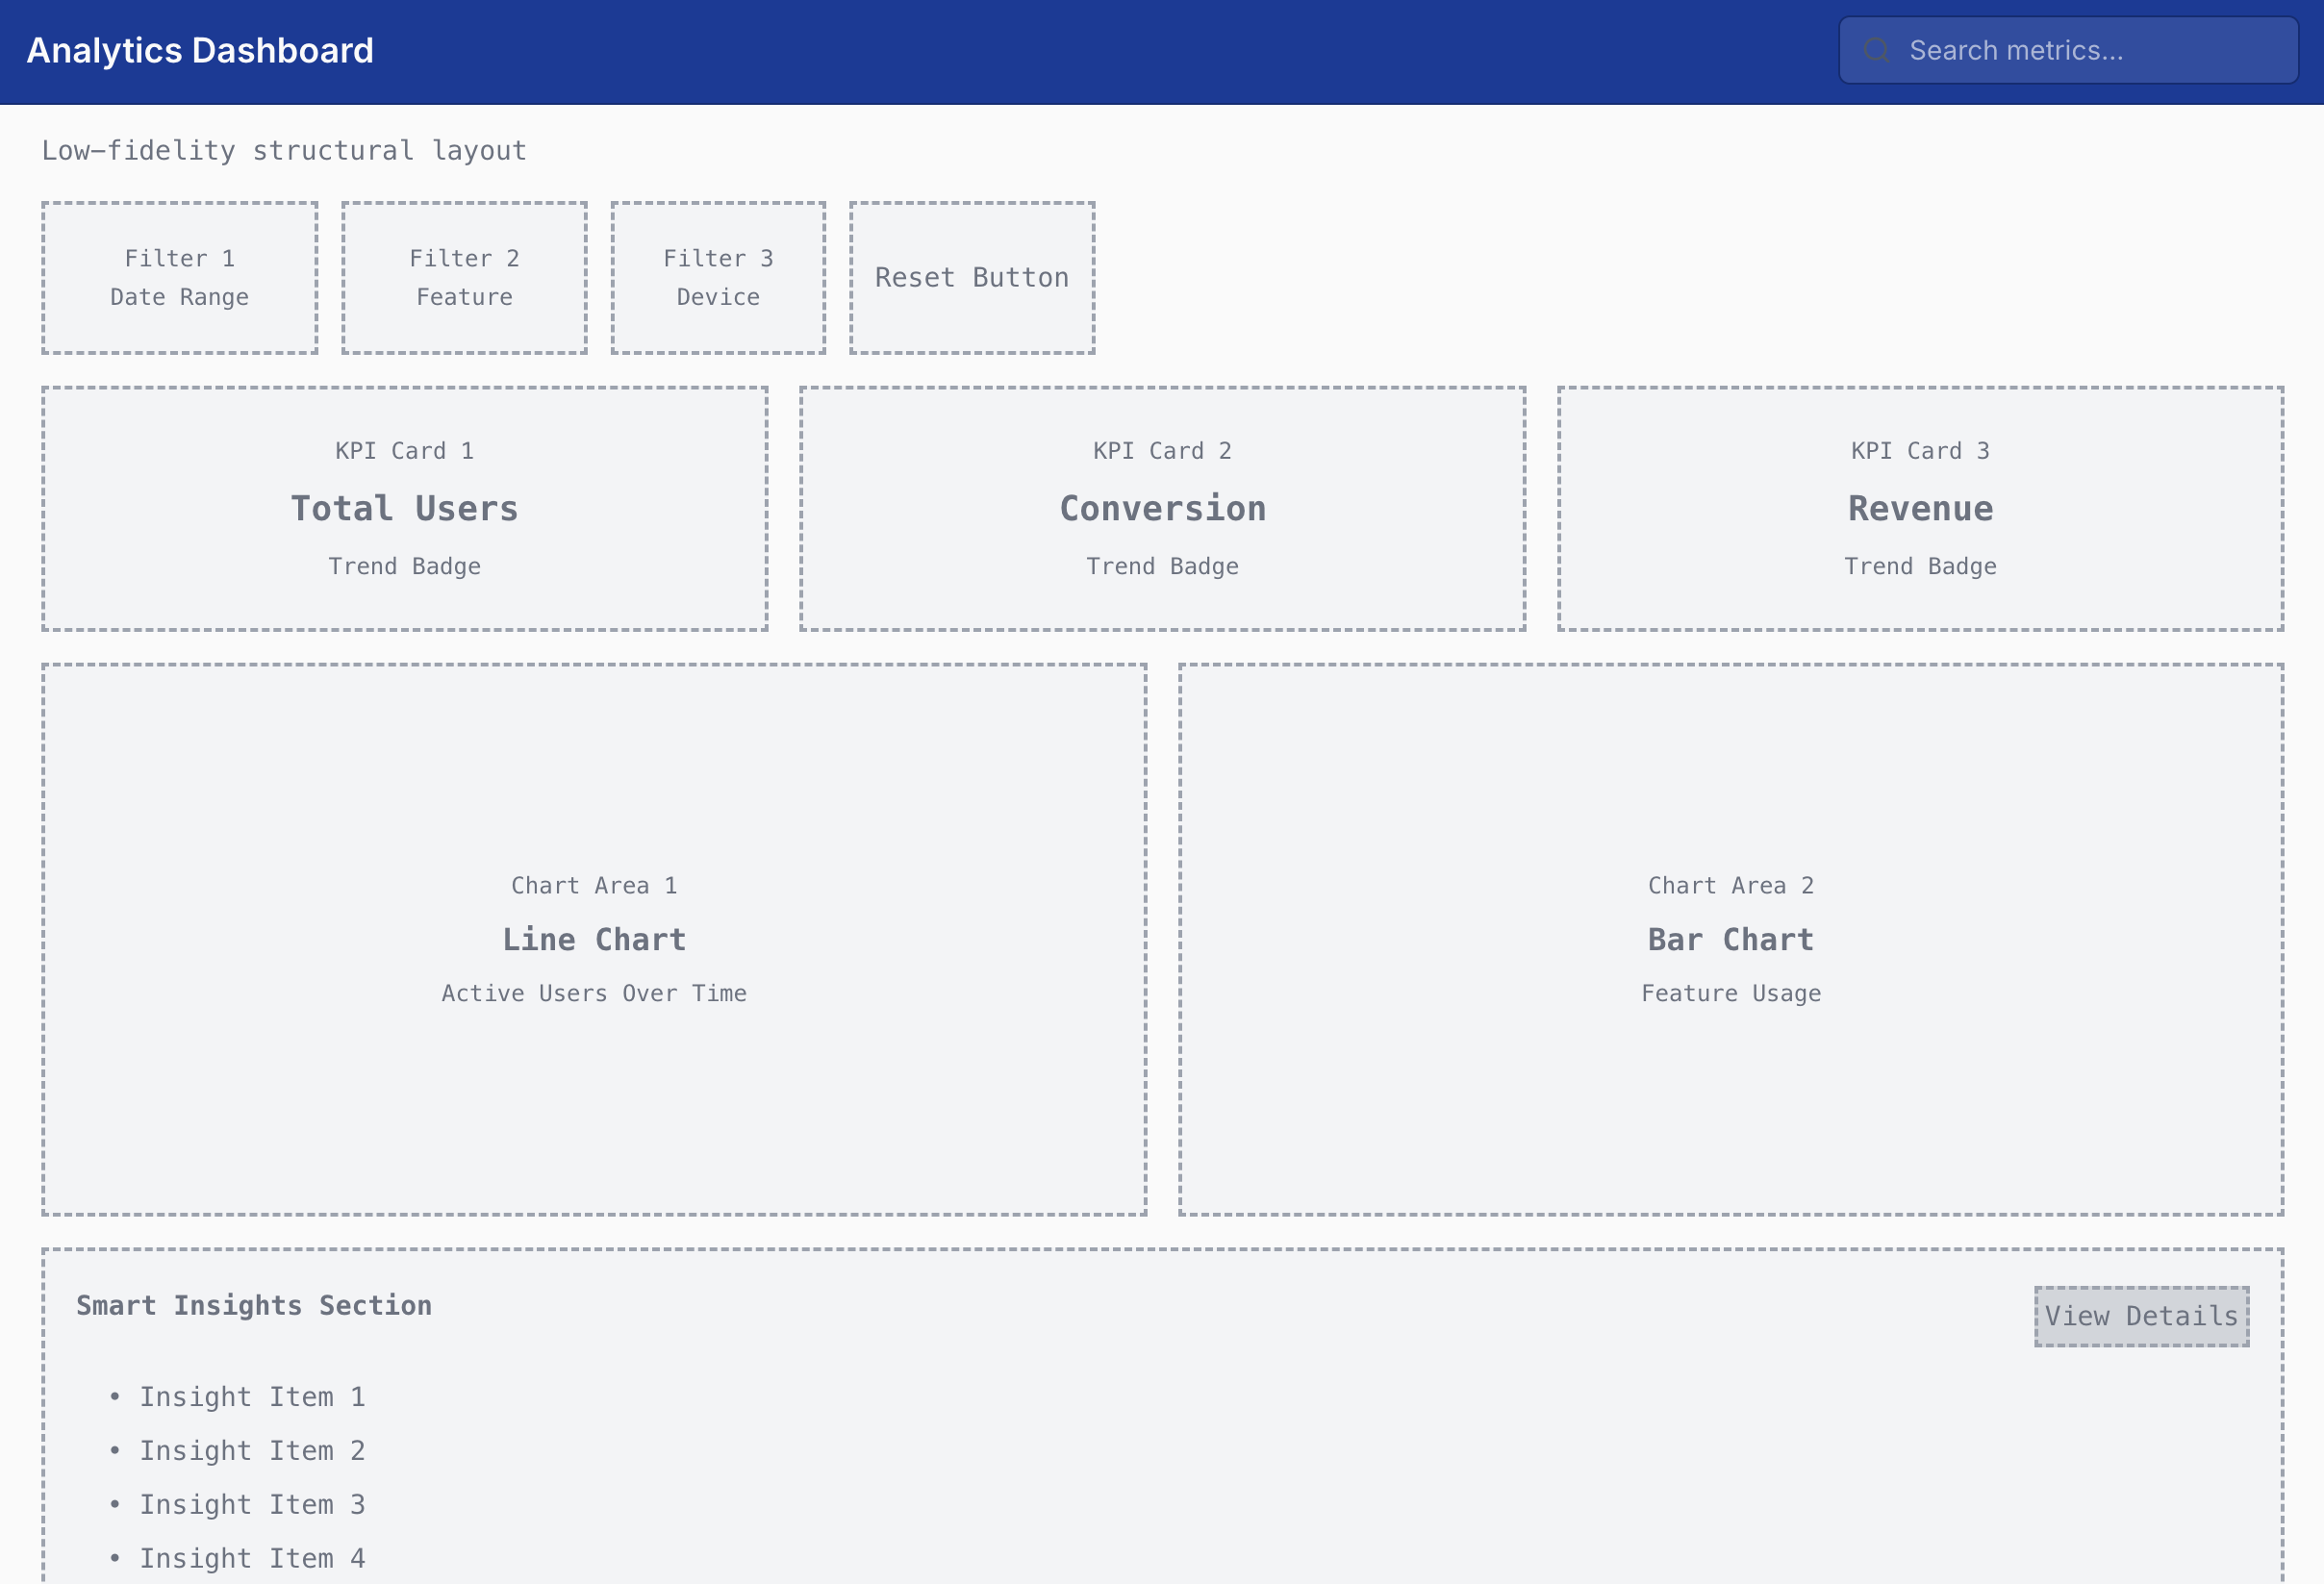 Analytics Dashboard
Search metrics...
Low-fidelity structural layout
Filter 1
Date Range
Filter 2
Feature
Filter 3
Device
Reset Button
KPI Card 1
Total Users
Trend Badge
KPI Card 2
Conversion
Trend Badge
KPI Card 3
Revenue
Trend Badge
Chart Area 1
Line Chart
Active Users Over Time
Chart Area 2
Bar Chart
Feature Usage
Smart Insights Section
View Details
• Insight Item 1
• Insight Item 2
• Insight Item 3
• Insight Item 4